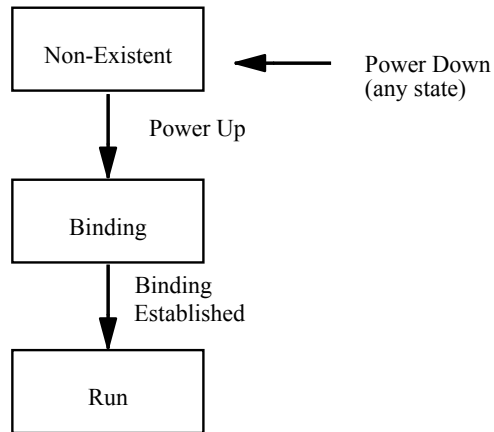 Non-Existent
Power Down
(any state)
Power Up
Binding
Binding
Established
Run